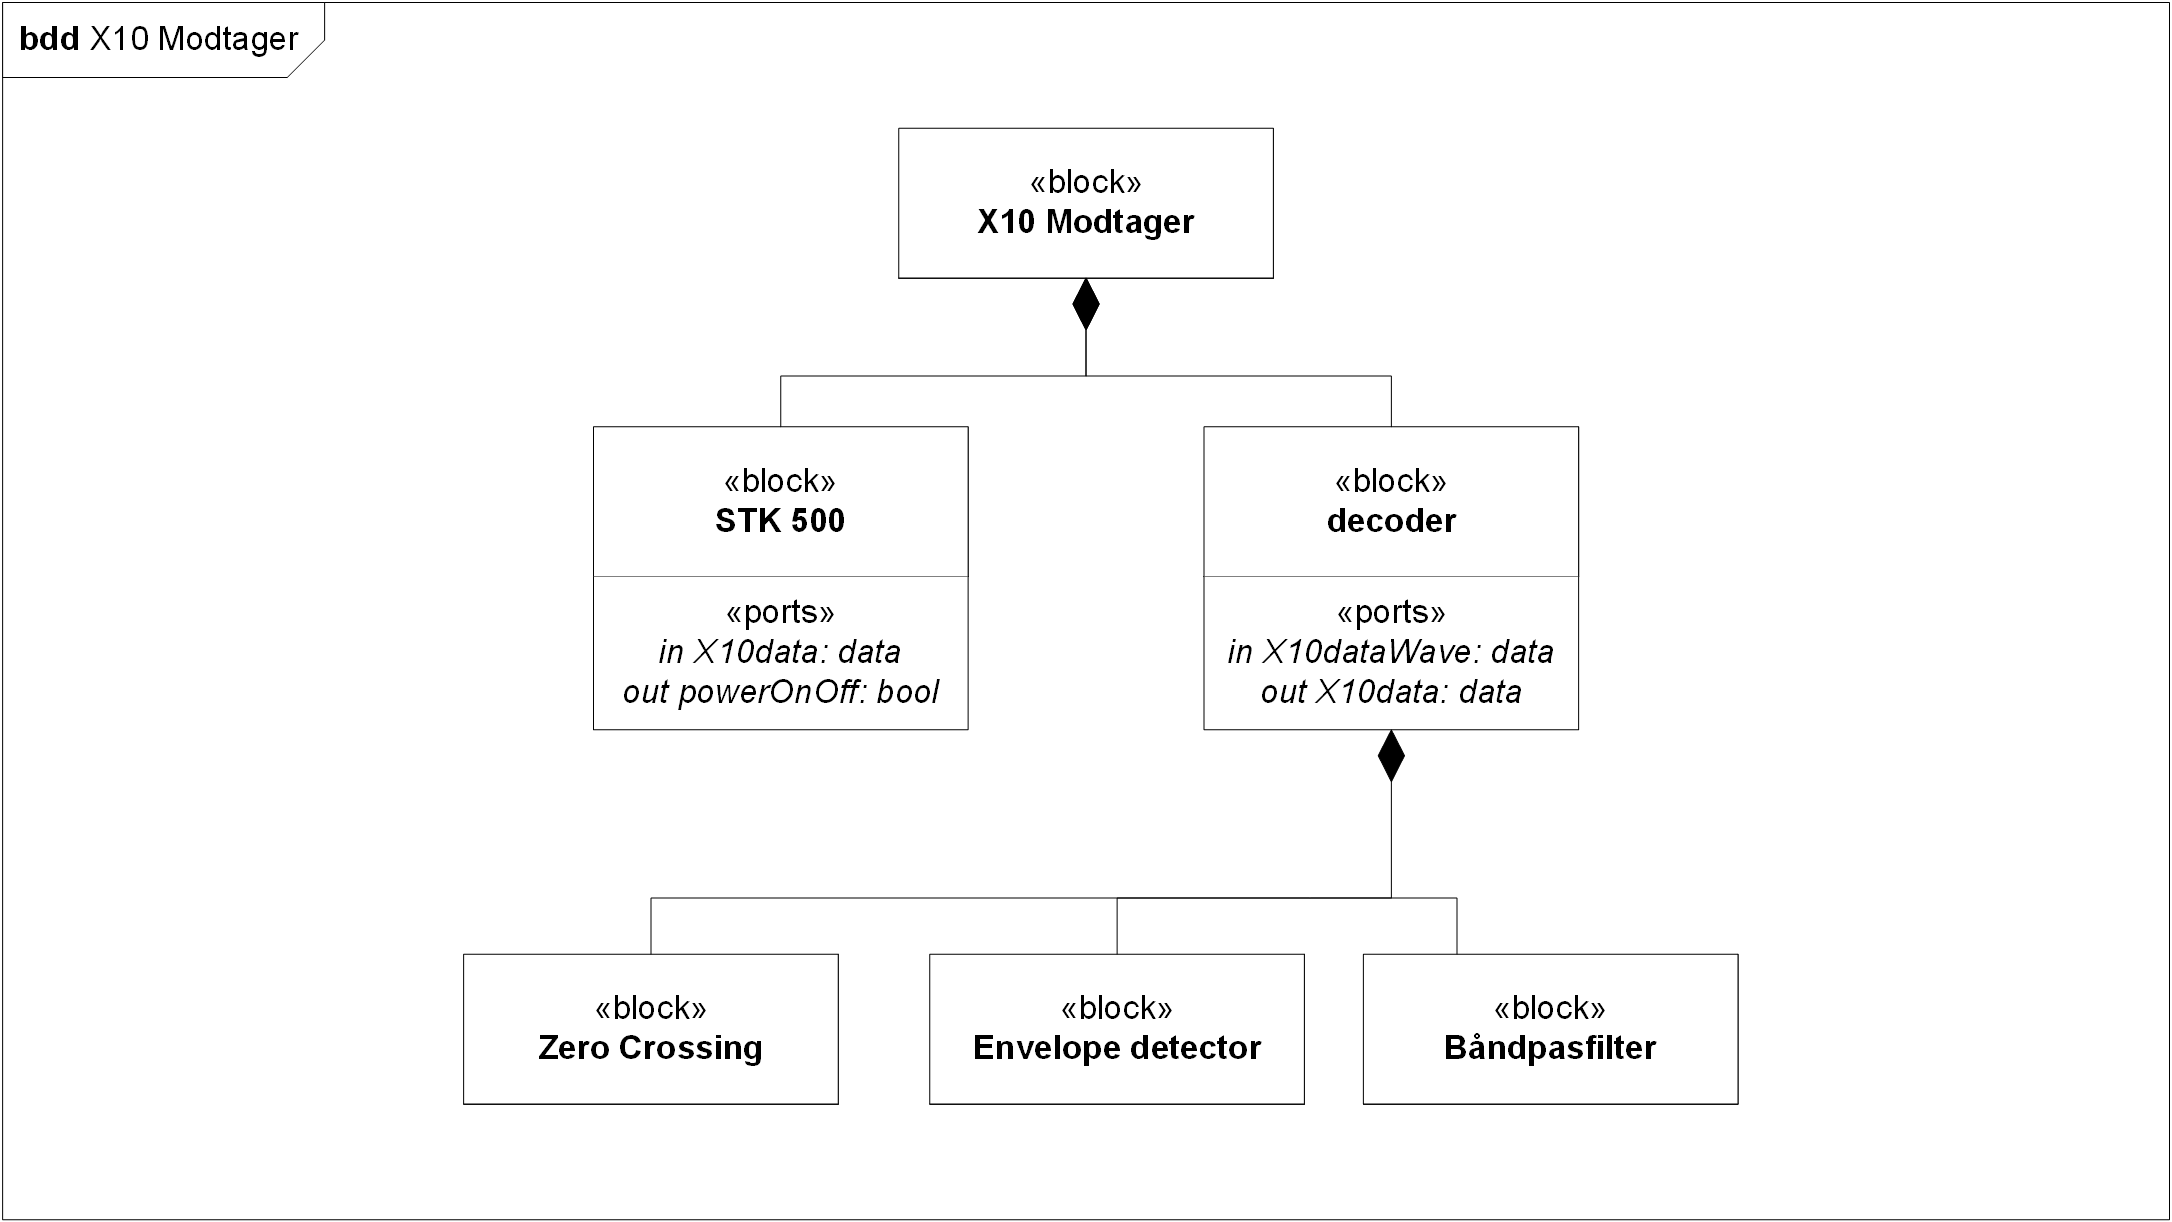 bdd X10 Modtager
«block»
X10 Modtager
«block»
STK 500
«ports»
in X10data: data
out powerOnOff: bool
«block»
decoder
«ports»
in X10dataWave: data
out X10data: data
«block»
Zero Crossing
«block»
Envelope detector
«block»
Båndpasfilter